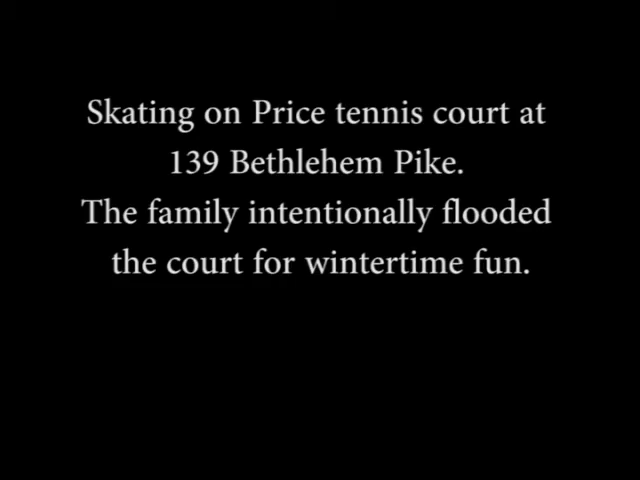 Skating on Price tennis court at
139 Bethlehem Pike.
The family intentionally flooded
the court for wintertime fun.